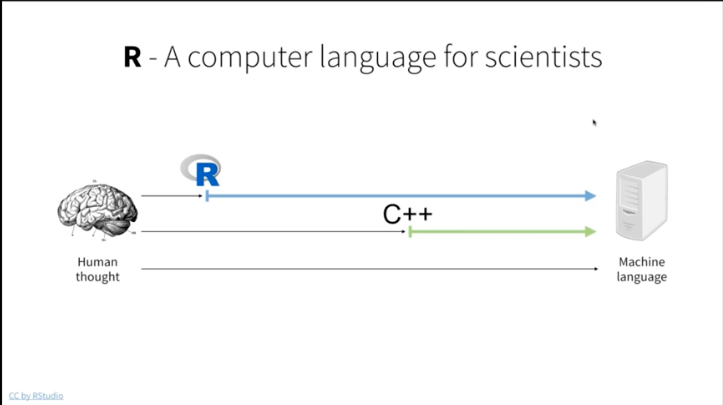 R - A computer language for scientists
R
C++
Human
thought
Machine
language
CC by RStudio